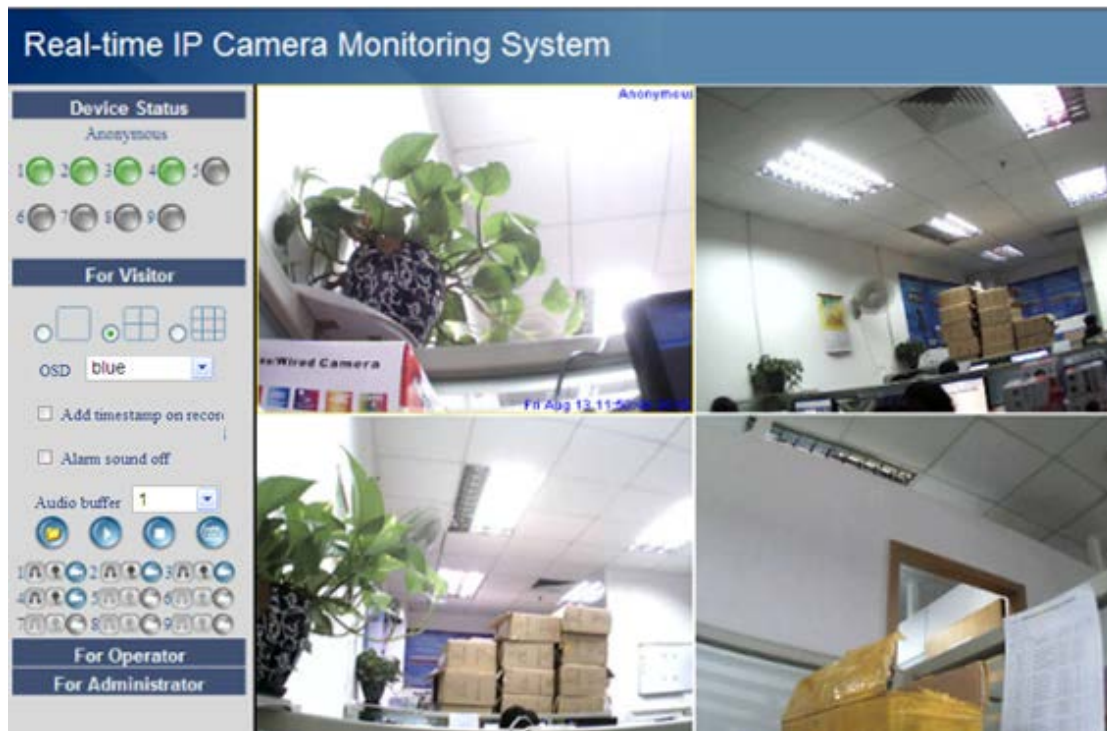 Real-time IP Camera Monitoring System
Device Status
Anonymous
1 2 3 4 5
6 7 8 9
For Visitor
OSD blue
Add timestamp on recor
Alarm sound off
Audio buffer 1
1 2 3
4 5 6
7 8 9
For Operator
For Administrator
Anonymous
Wired Camera
Fri Aug 13